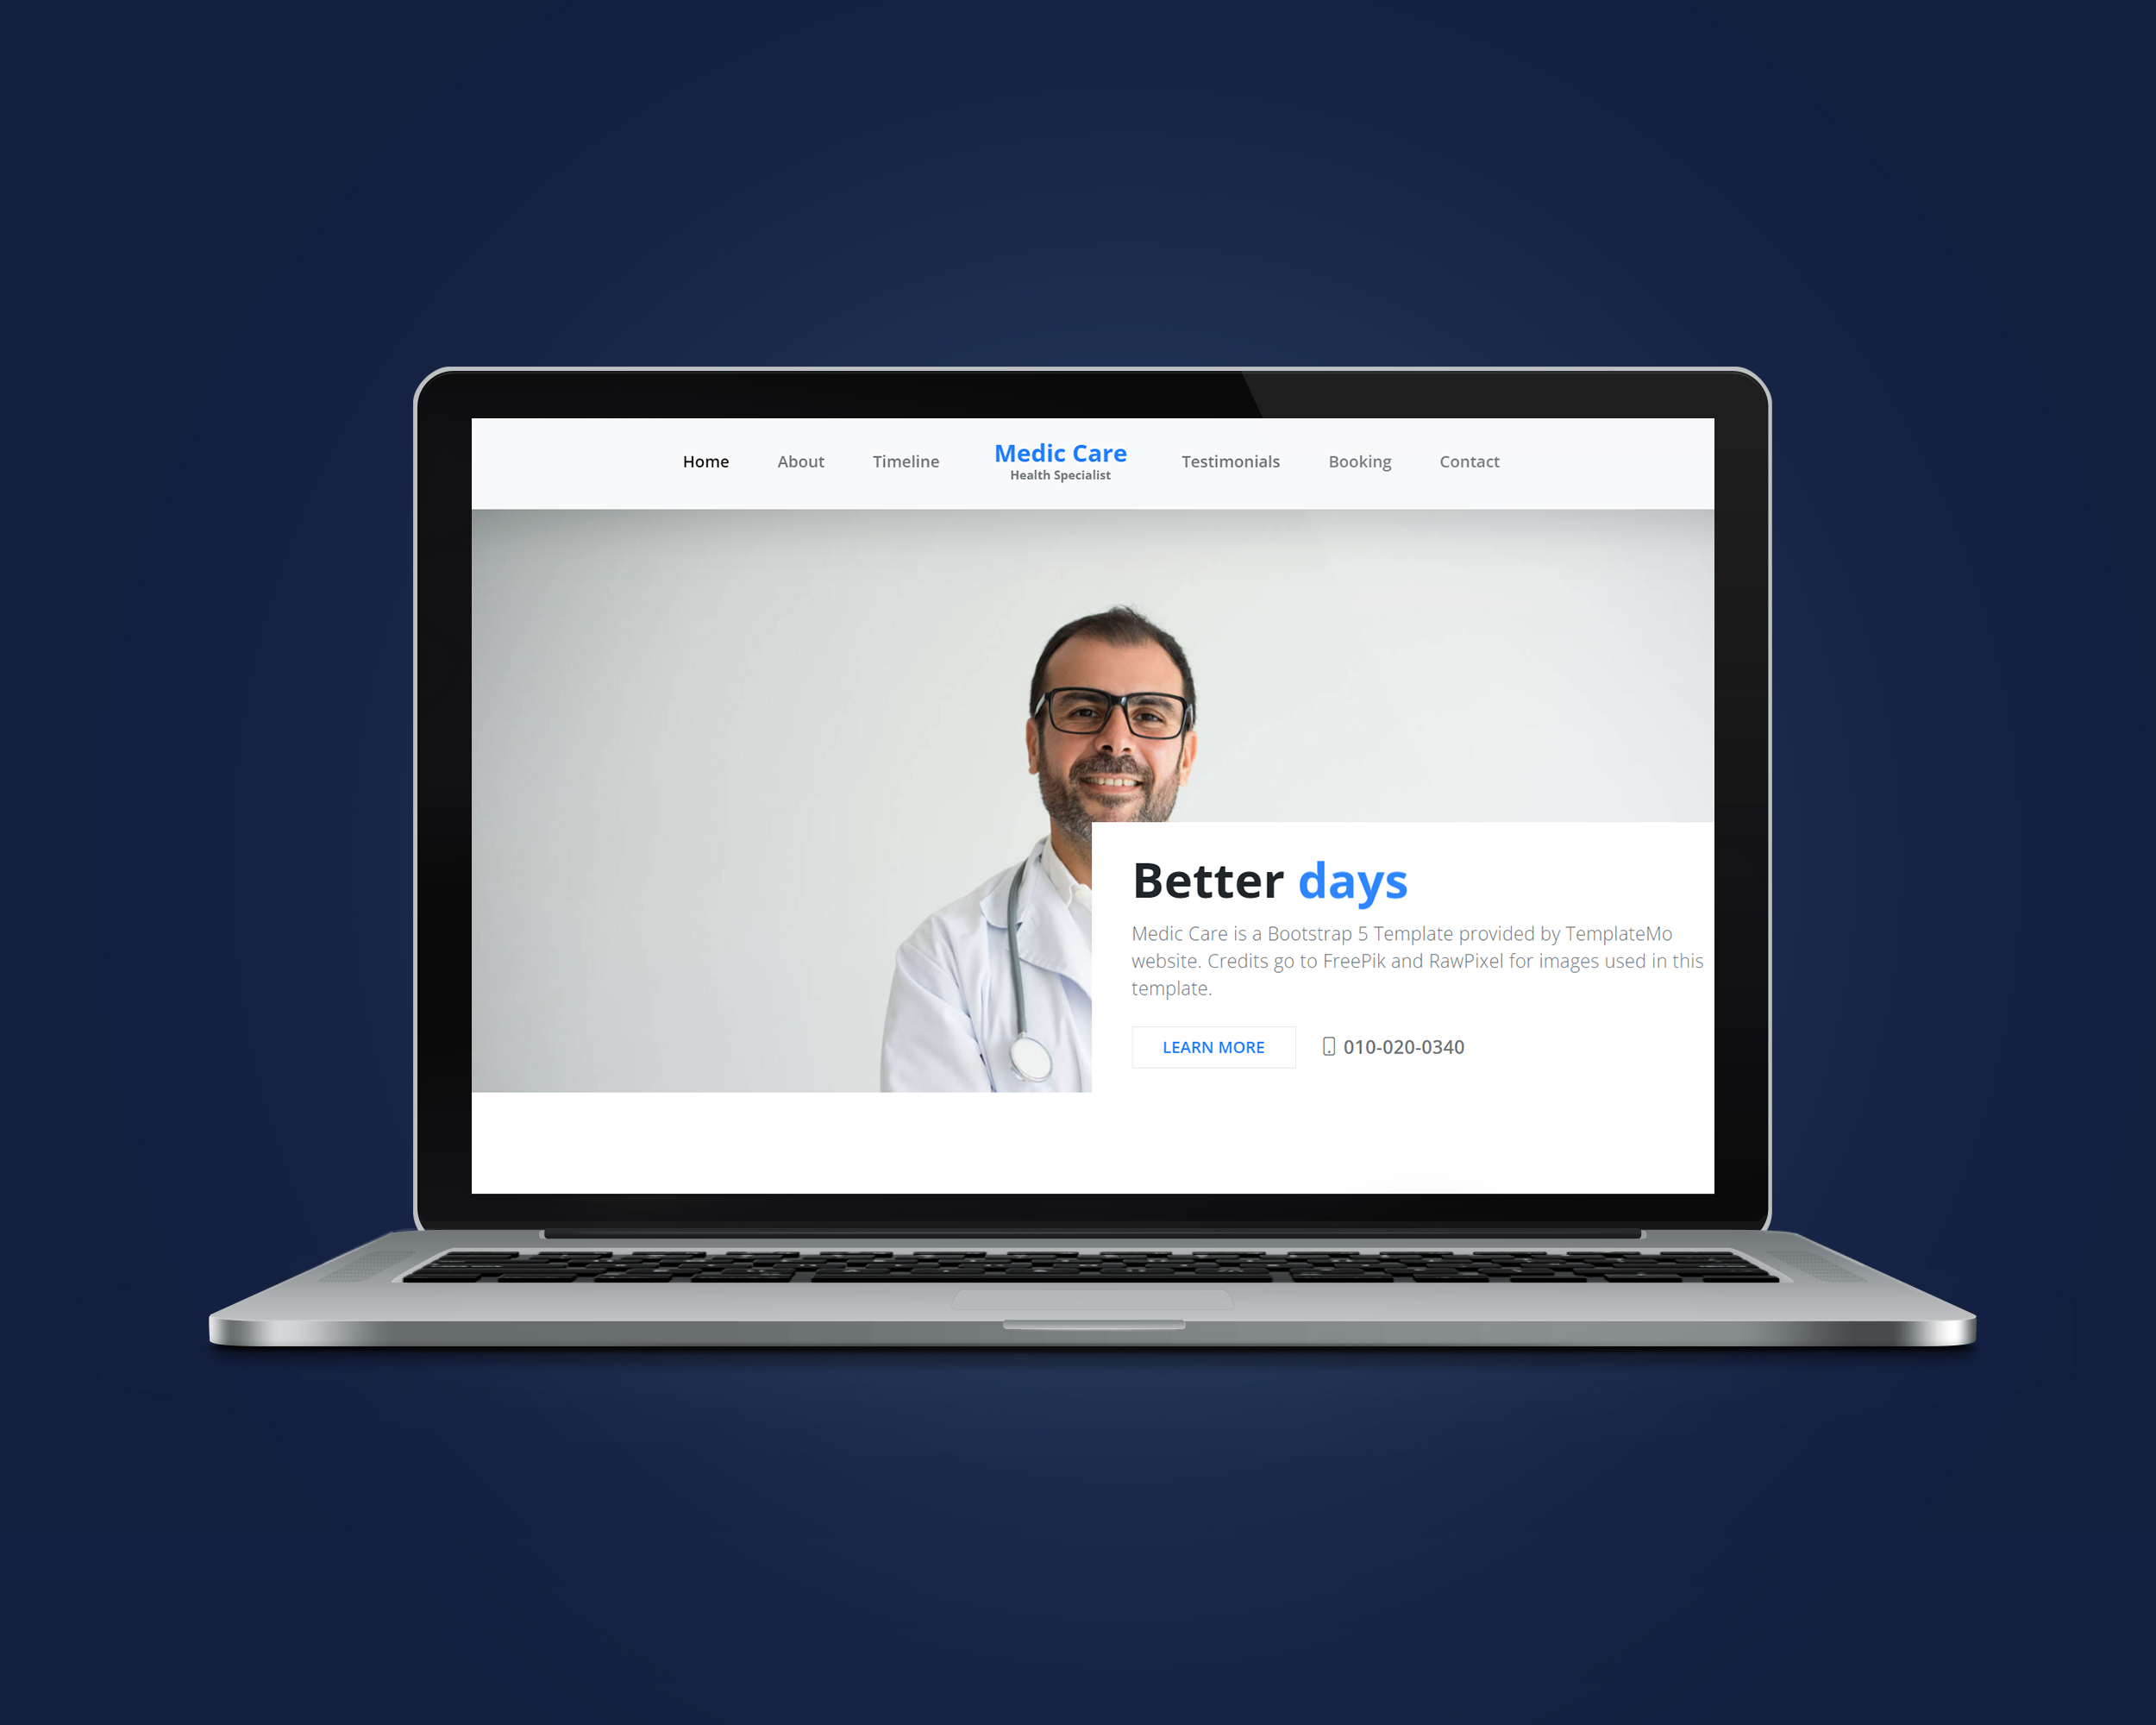 Home About Timeline Medic Care Testimonials Booking Contact
Health Specialist
Better days
Medic Care is a Bootstrap 5 Template provided by TemplateMo
website. Credits go to FreePik and RawPixel for images used in this
template.
LEARN MORE 010-020-0340